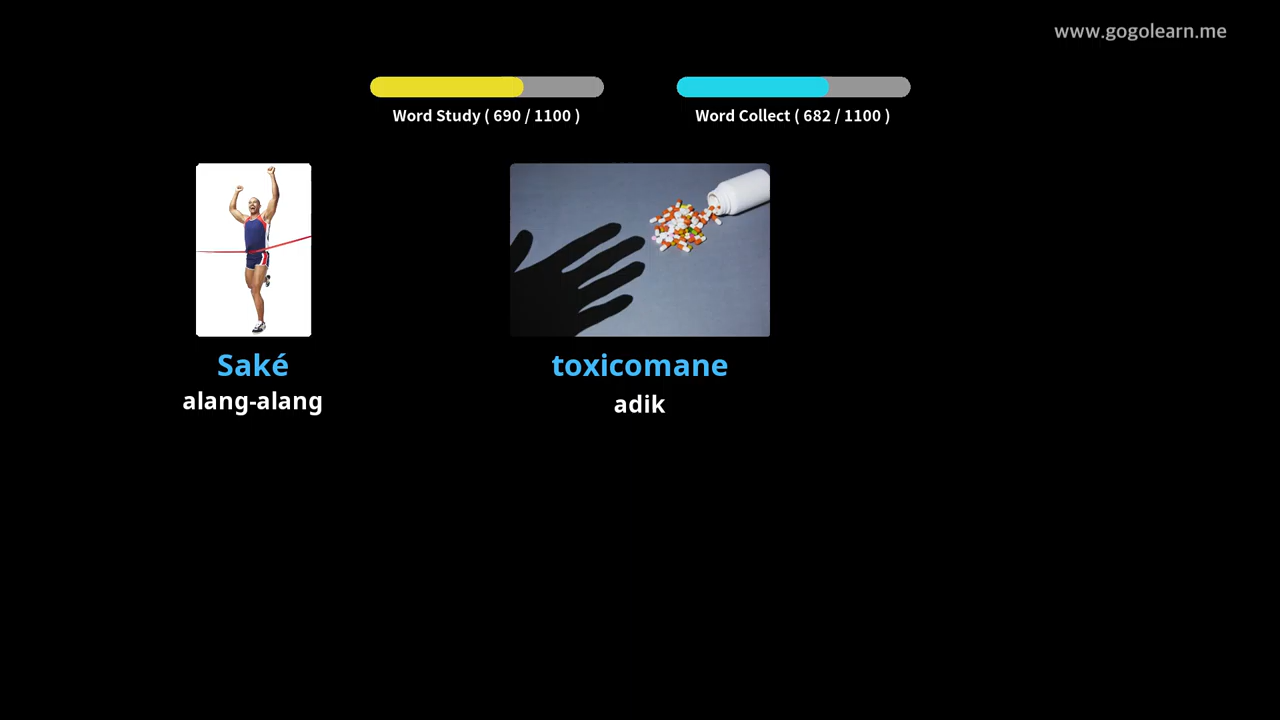 www.gogolearn.me
Word Study ( 690 / 1100 )
Word Collect ( 682 / 1100 )
Saké
alang-alang
toxicomane
adik